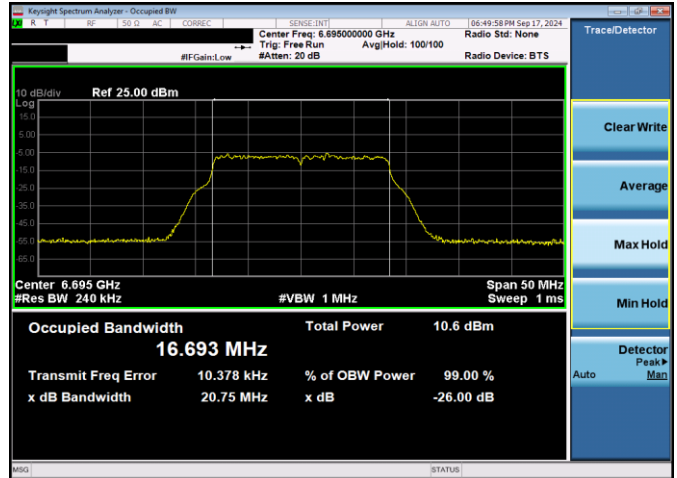 Keysight Spectrum Analyzer - Occupied BW
R T RF 50 Ω AC CORREC SENSE:INT ALIGN AUTO 06:49:58 PM Sep 17, 2024
Trace/Detector
Center Freq: 6.695000000 GHz Radio Std: None
Trig: Free Run Avg|Hold: 100/100
#IFGain:Low #Atten: 20 dB Radio Device: BTS
10 dB/div Ref 25.00 dBm
Log
15.0
5.00
-5.00
-15.0
-25.0
-35.0
-45.0
-55.0
-65.0
Center 6.695 GHz Span 50 MHz
#Res BW 240 kHz #VBW 1 MHz Sweep 1 ms
Occupied Bandwidth Total Power 10.6 dBm
16.693 MHz
Transmit Freq Error 10.378 kHz % of OBW Power 99.00 %
x dB Bandwidth 20.75 MHz x dB -26.00 dB
Clear Write
Average
Max Hold
Min Hold
Detector
Peak▶
Auto Man
MSG STATUS